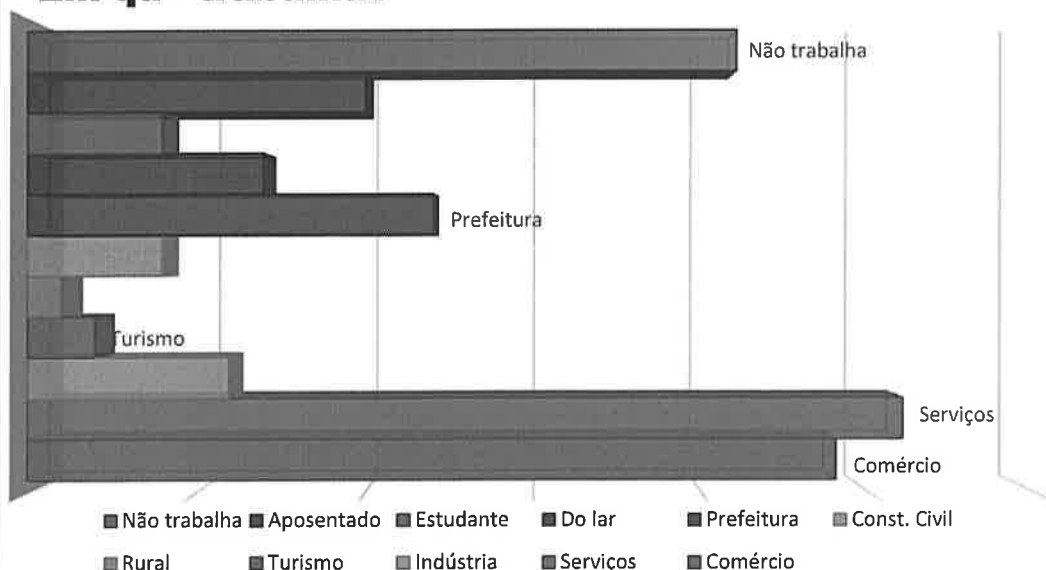 Não trabalha
Prefeitura
Turismo
Serviços
Comércio
Não trabalha Aposentado Estudante Do lar Prefeitura Const. Civil
Rural Turismo Indústria Serviços Comércio